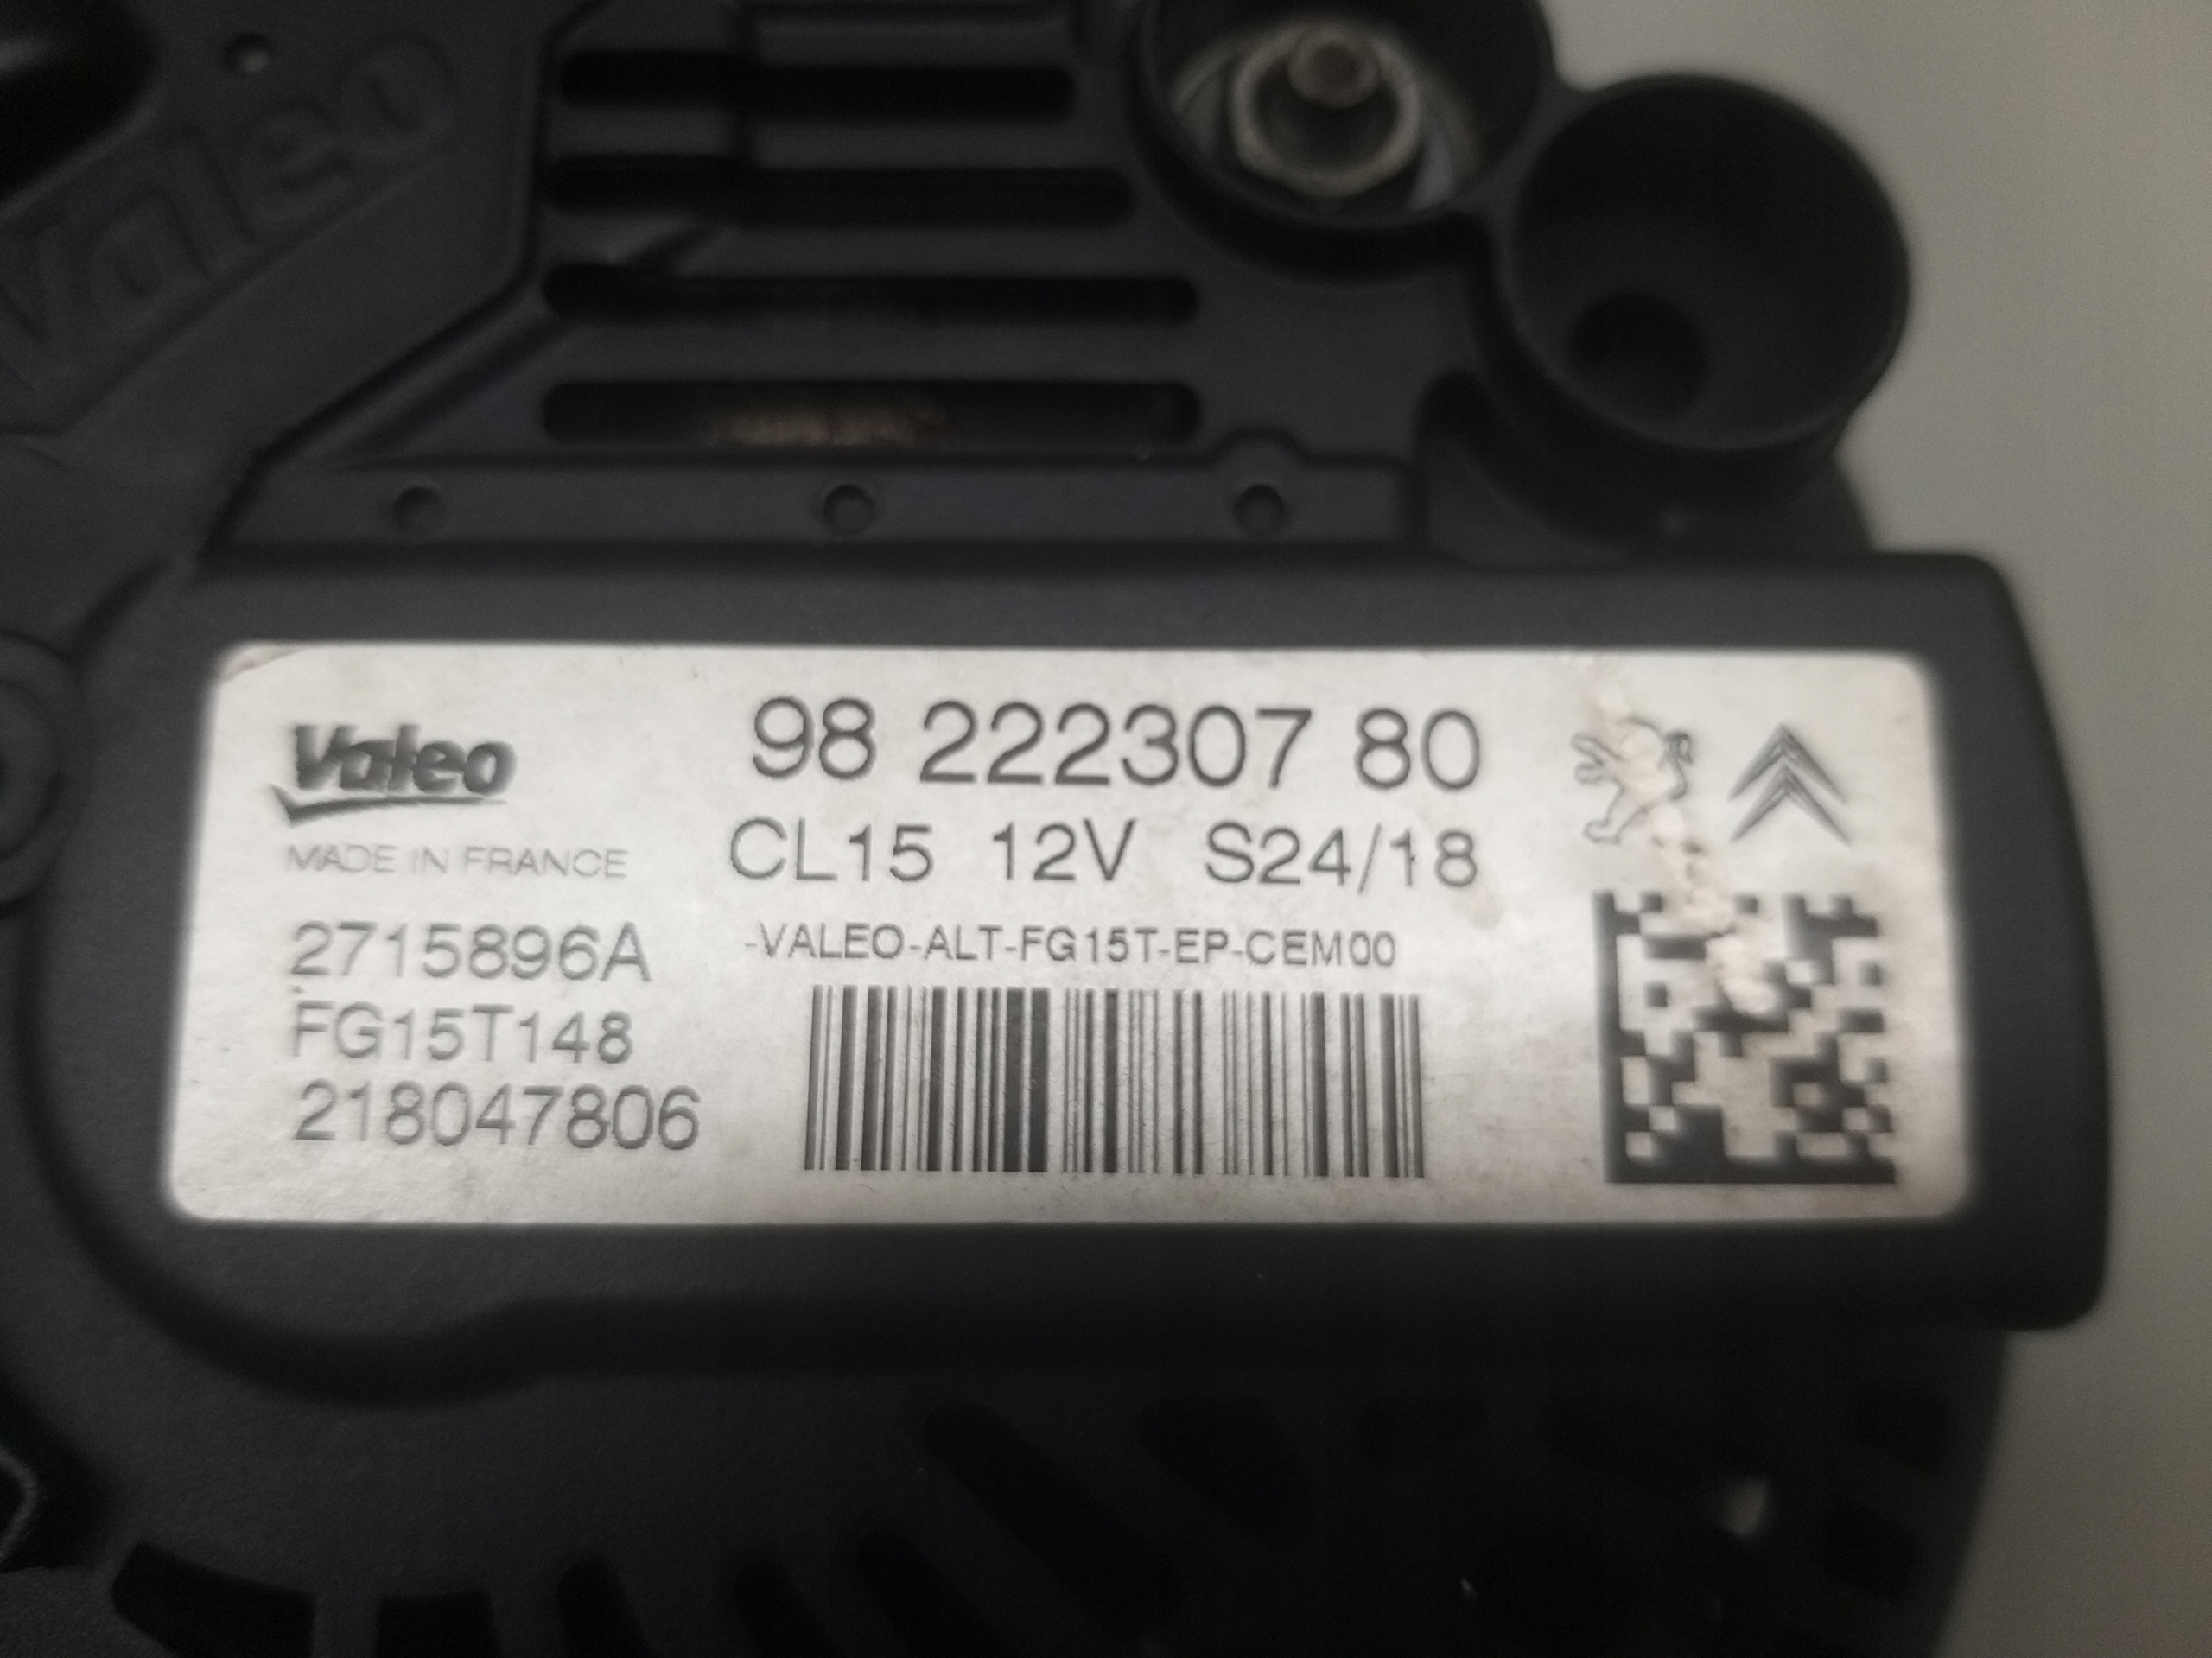 Valeo
Valeo
98 222307 80
MADE IN FRANCE
CL15 12V S24/18
2715896A
-VALEO-ALT-FG15T-EP-CEM00
FG15T148
218047806